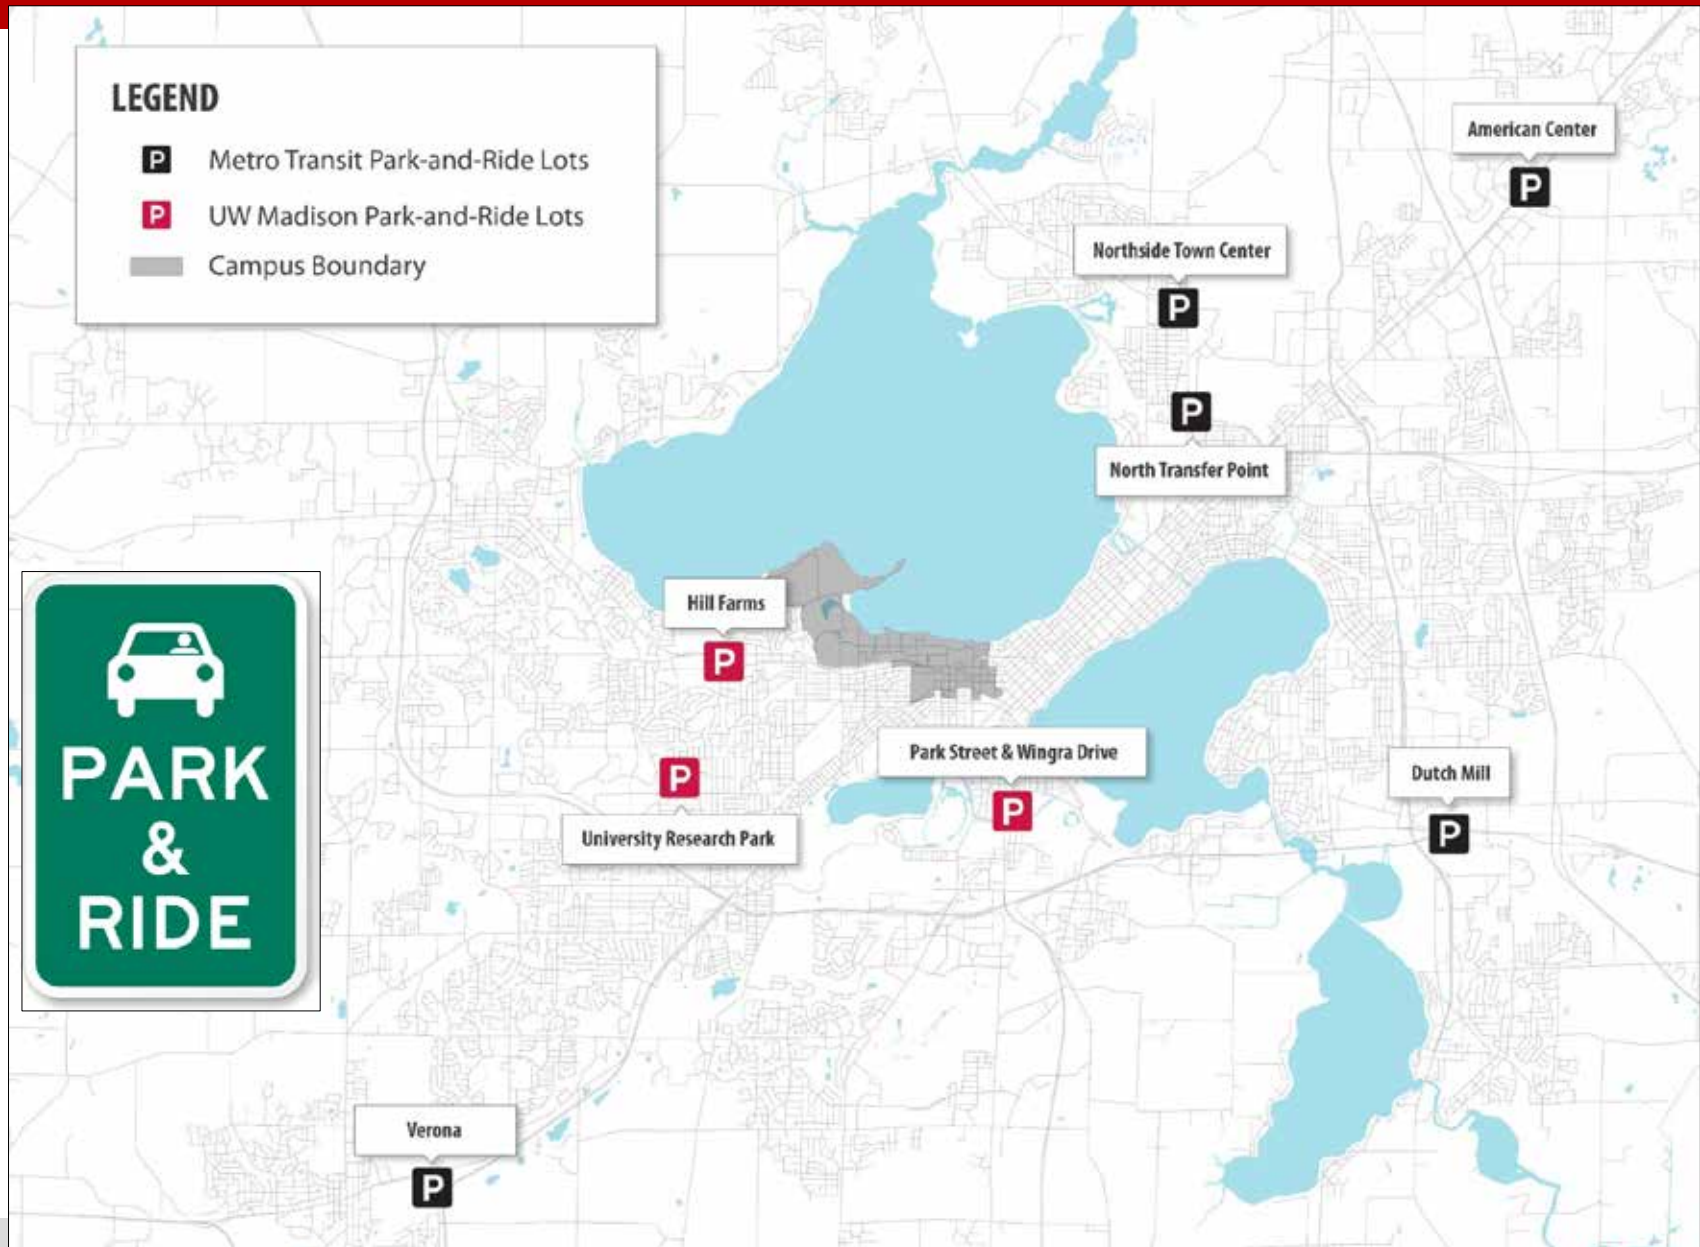 LEGEND
P Metro Transit Park-and-Ride Lots
P UW Madison Park-and-Ride Lots
Campus Boundary
American Center
P
Northside Town Center
P
P
North Transfer Point
Hill Farms
P
PARK
&
RIDE
Park Street & Wingra Drive
P
P
University Research Park
Dutch Mill
P
Verona
P